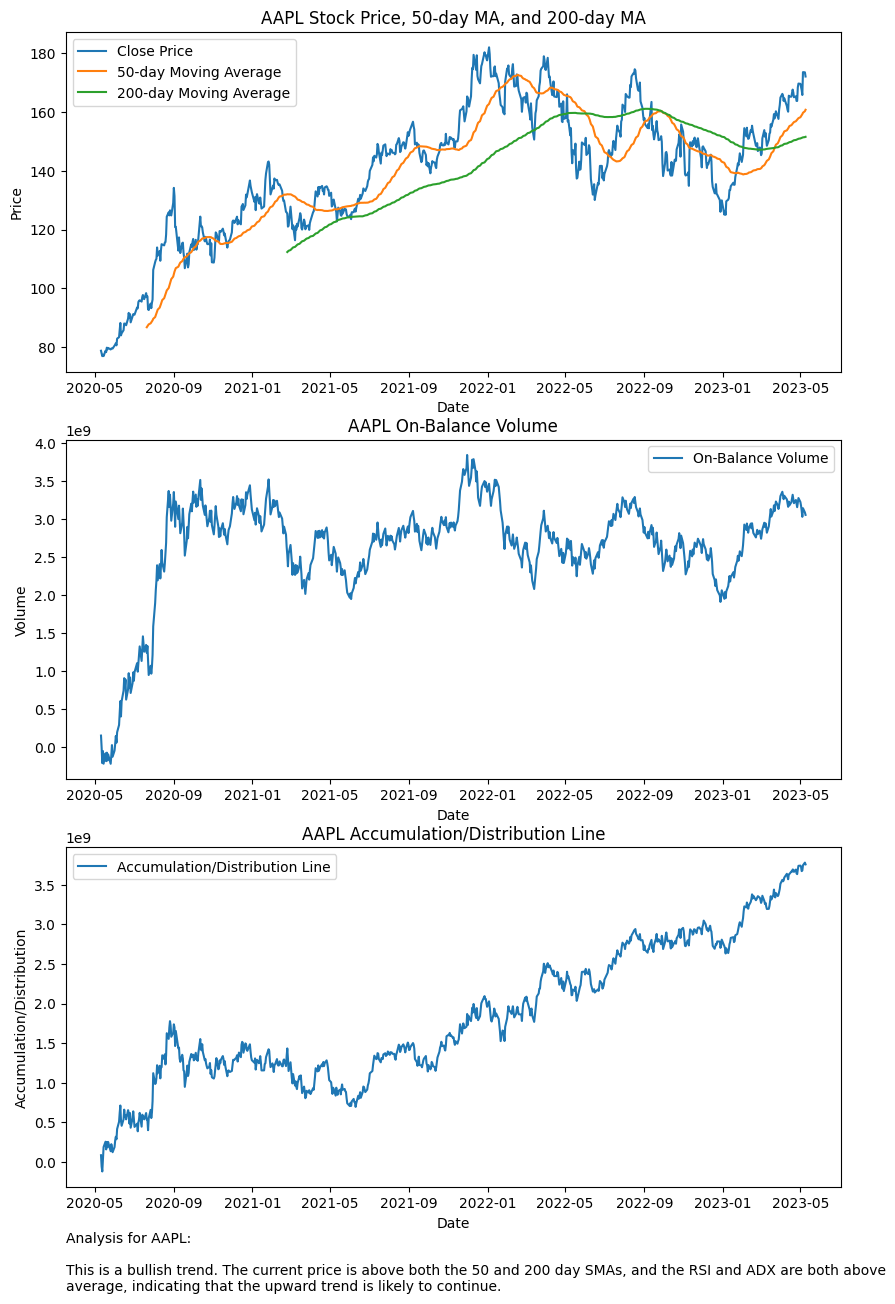 AAPL Stock Price, 50-day MA, and 200-day MA
Close Price
50-day Moving Average
200-day Moving Average
180
160
140
120
100
80
Price
2020-05 2020-09 2021-01 2021-05 2021-09 2022-01 2022-05 2022-09 2023-01 2023-05
Date
AAPL On-Balance Volume
1e9
On-Balance Volume
4.0
3.5
3.0
2.5
2.0
1.5
1.0
0.5
0.0
Volume
2020-05 2020-09 2021-01 2021-05 2021-09 2022-01 2022-05 2022-09 2023-01 2023-05
Date
AAPL Accumulation/Distribution Line
1e9
Accumulation/Distribution Line
3.5
3.0
2.5
2.0
1.5
1.0
0.5
0.0
Accumulation/Distribution
2020-05 2020-09 2021-01 2021-05 2021-09 2022-01 2022-05 2022-09 2023-01 2023-05
Date
Analysis for AAPL:
This is a bullish trend. The current price is above both the 50 and 200 day SMAs, and the RSI and ADX are both above
average, indicating that the upward trend is likely to continue.